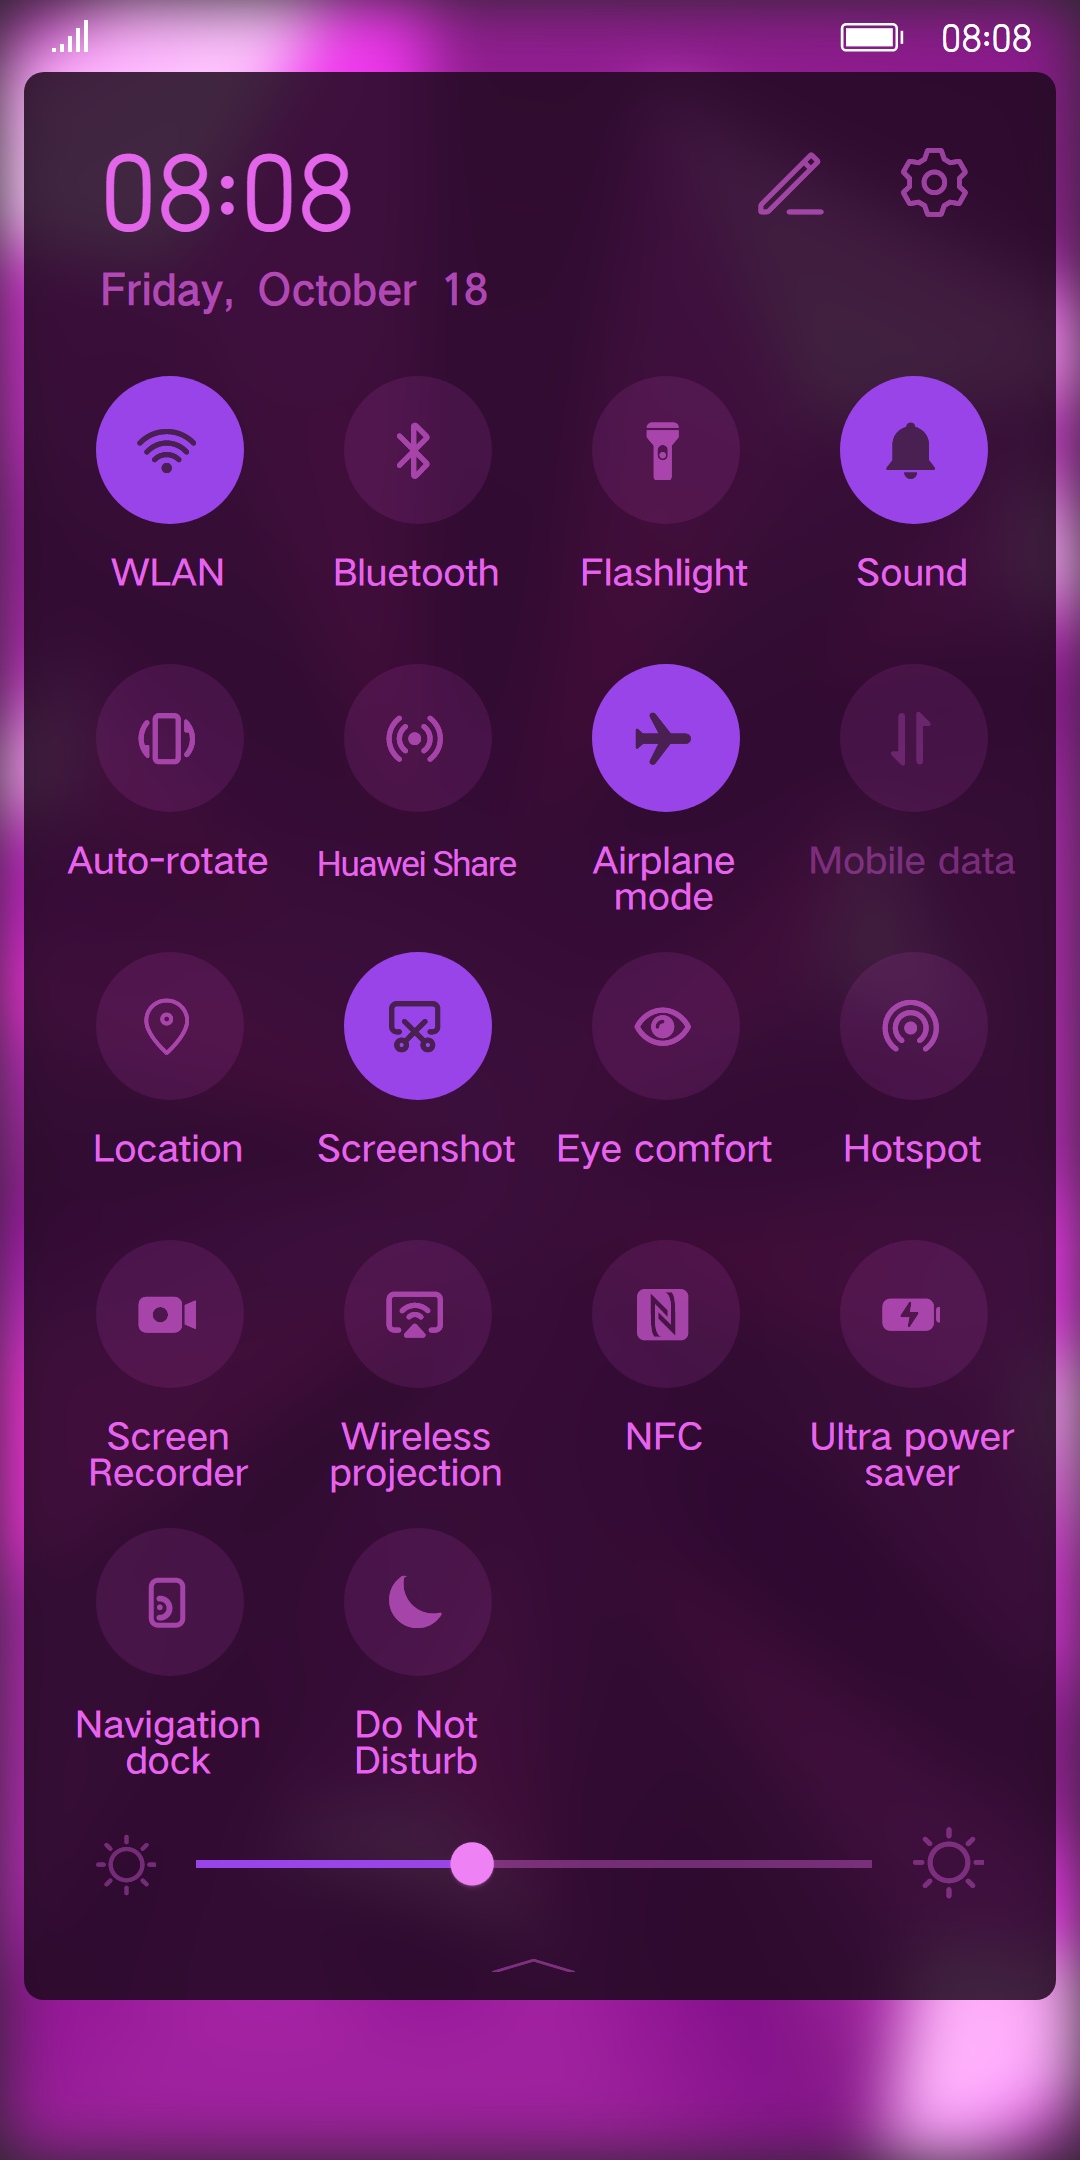 08:08
08:08
Friday, October 18
WLAN Bluetooth Flashlight Sound
Auto-rotate Huawei Share Airplane mode Mobile data
Location Screenshot Eye comfort Hotspot
Screen Recorder Wireless projection NFC Ultra power saver
Navigation dock Do Not Disturb